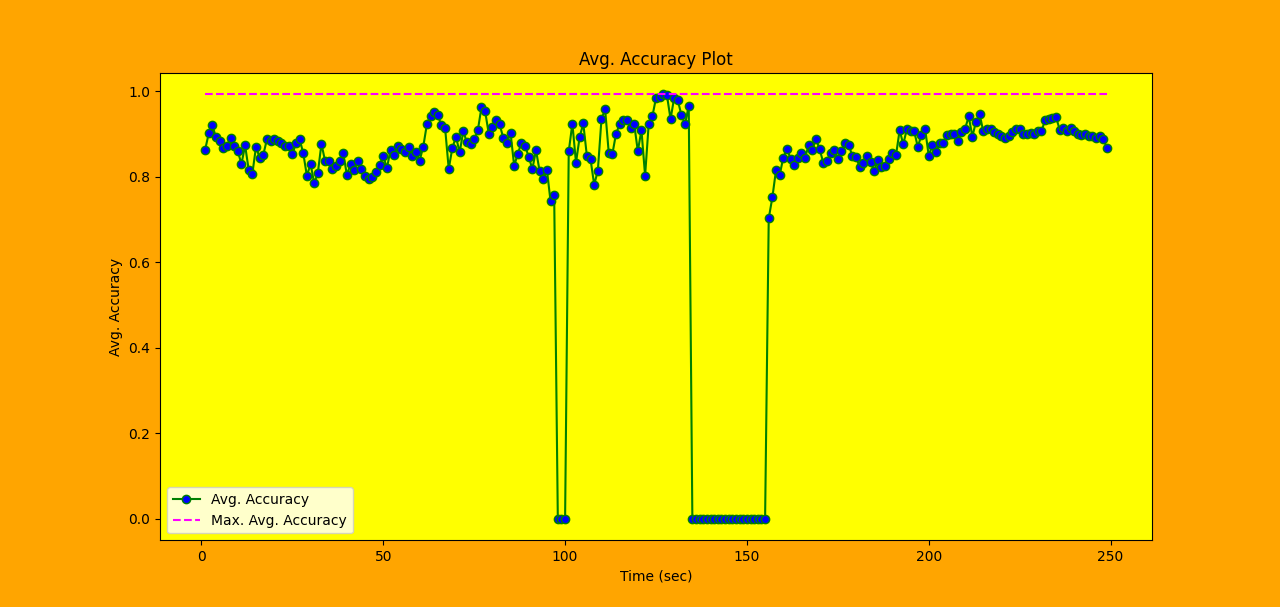 Avg. Accuracy Plot
1.0
0.8
0.6
0.4
0.2
0.0
Avg. Accuracy
Avg. Accuracy
Max. Avg. Accuracy
0 50 100 150 200 250
Time (sec)